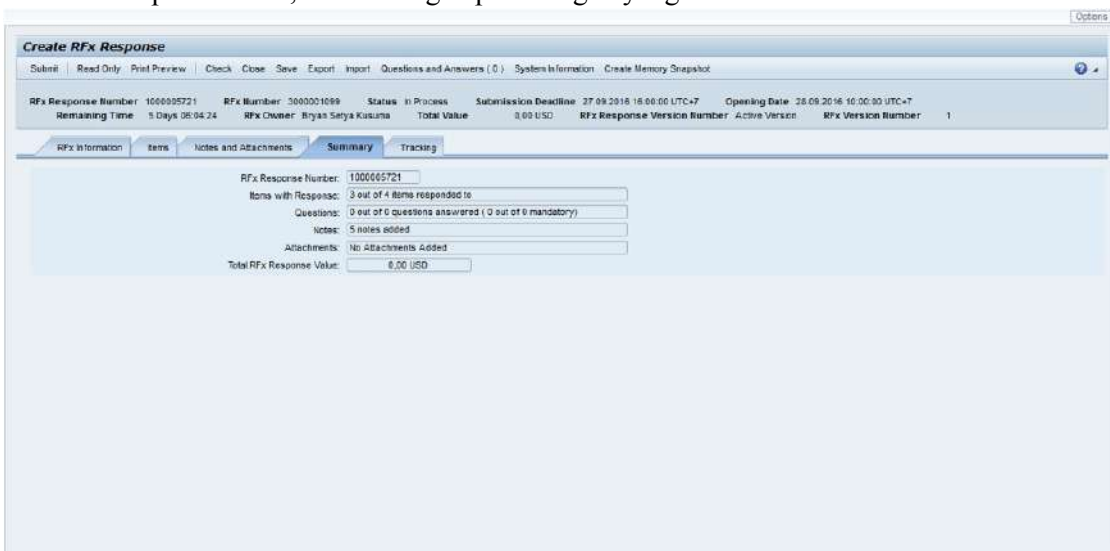 Options
Create RFx Response
Submit Read Only Print Preview Check Close Save Export Import Questions and Answers ( 0 ) System Information Create Memory Snapshot
RFx Response Number 1000005721 RFx Number 3000001099 Status In Process Submission Deadline 27.09.2016 16:00:00 UTC+7 Opening Date 28.09.2016 10:00:00 UTC+7
Remaining Time 5 Days 06:04:24 RFx Owner Bryan Setya Kusuma Total Value 0,00 USD RFx Response Version Number Active Version RFx Version Number 1
RFx Information Items Notes and Attachments Summary Tracking
RFx Response Number: 1000005721
Items with Response: 3 out of 4 items responded to
Questions: 0 out of 0 questions answered ( 0 out of 0 mandatory)
Notes: 5 notes added
Attachments: No Attachments Added
Total RFx Response Value: 0,00 USD